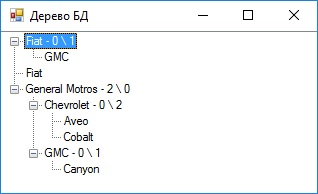 Дерево БД
Fiat - 0 \ 1
GMC
Fiat
General Motros - 2 \ 0
Chevrolet - 0 \ 2
Aveo
Cobalt
GMC - 0 \ 1
Canyon